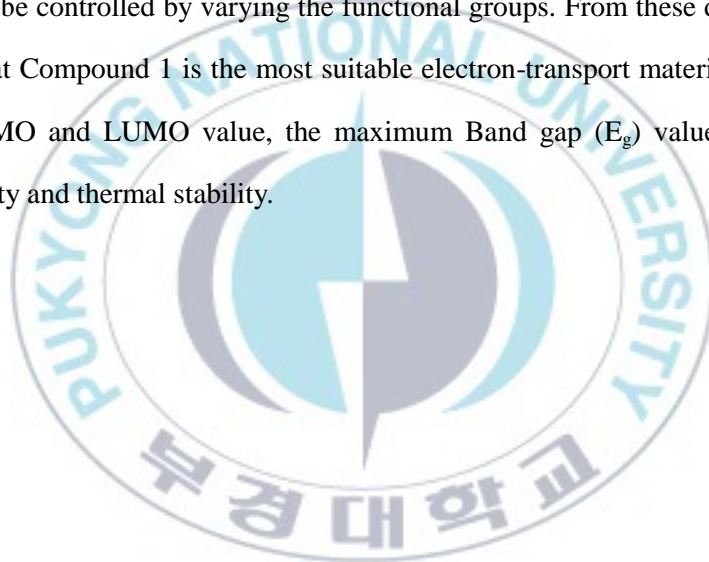 be controlled by varying the functional groups. From these
at Compound 1 is the most suitable electron-transport
MO and LUMO value, the maximum Band gap (Eg) value
ty and thermal stability.
PUKYONG NATIONAL UNIVERSITY
부경대학교